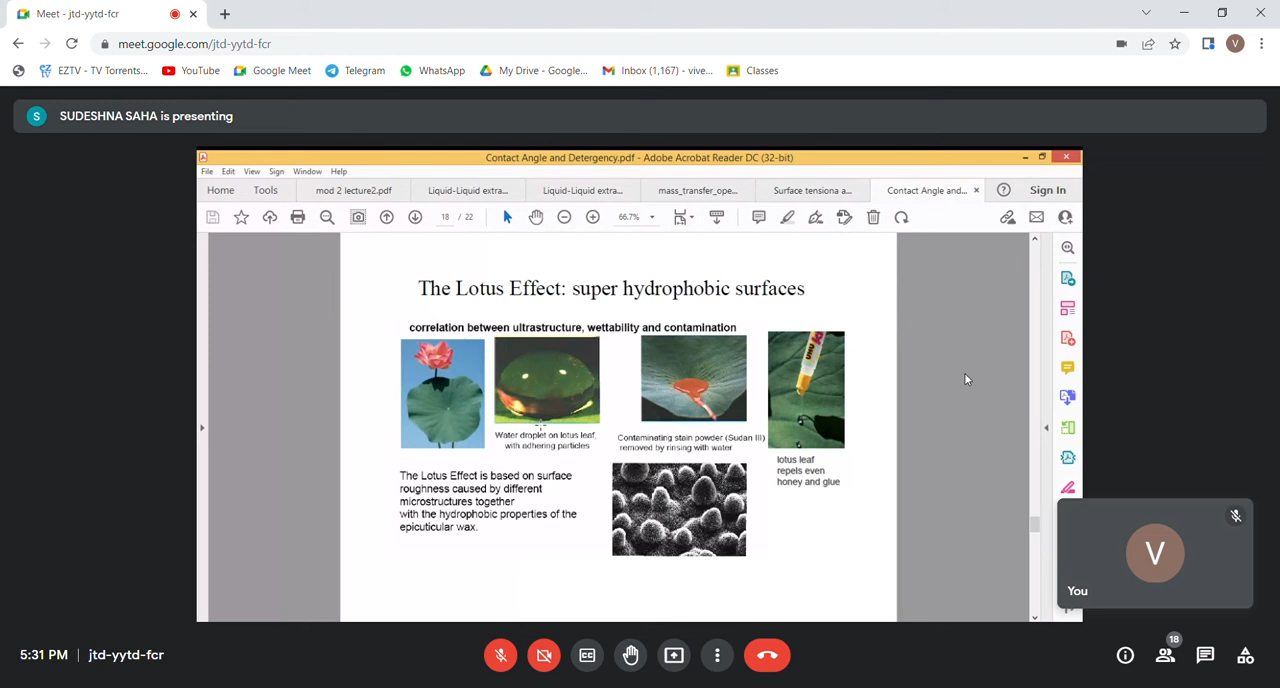 Meet - jtd-yytd-fcr
meet.google.com/jtd-yytd-fcr
V
EZTV - TV Torrents...
YouTube
Google Meet
Telegram
WhatsApp
My Drive - Google...
Inbox (1,167) - vive...
Classes
S
SUDESHNA SAHA is presenting
Contact Angle and Detergency.pdf - Adobe Acrobat Reader DC (32-bit)
File Edit View Sign Window Help
Home Tools mod 2 lecture2.pdf Liquid-Liquid extra... Liquid-Liquid extra... mass_transfer_ope... Surface tensiona a... Contact Angle and... Sign In
18 / 22 66.7%
The Lotus Effect: super hydrophobic surfaces
correlation between ultrastructure, wettability and contamination
Water droplet on lotus leaf,
with adhering particles
Contaminating stain powder (Sudan III)
removed by rinsing with water
lotus leaf
repels even
honey and glue
The Lotus Effect is based on surface
roughness caused by different
microstructures together
with the hydrophobic properties of the
epicuticular wax.
V
You
5:31 PM | jtd-yytd-fcr
18